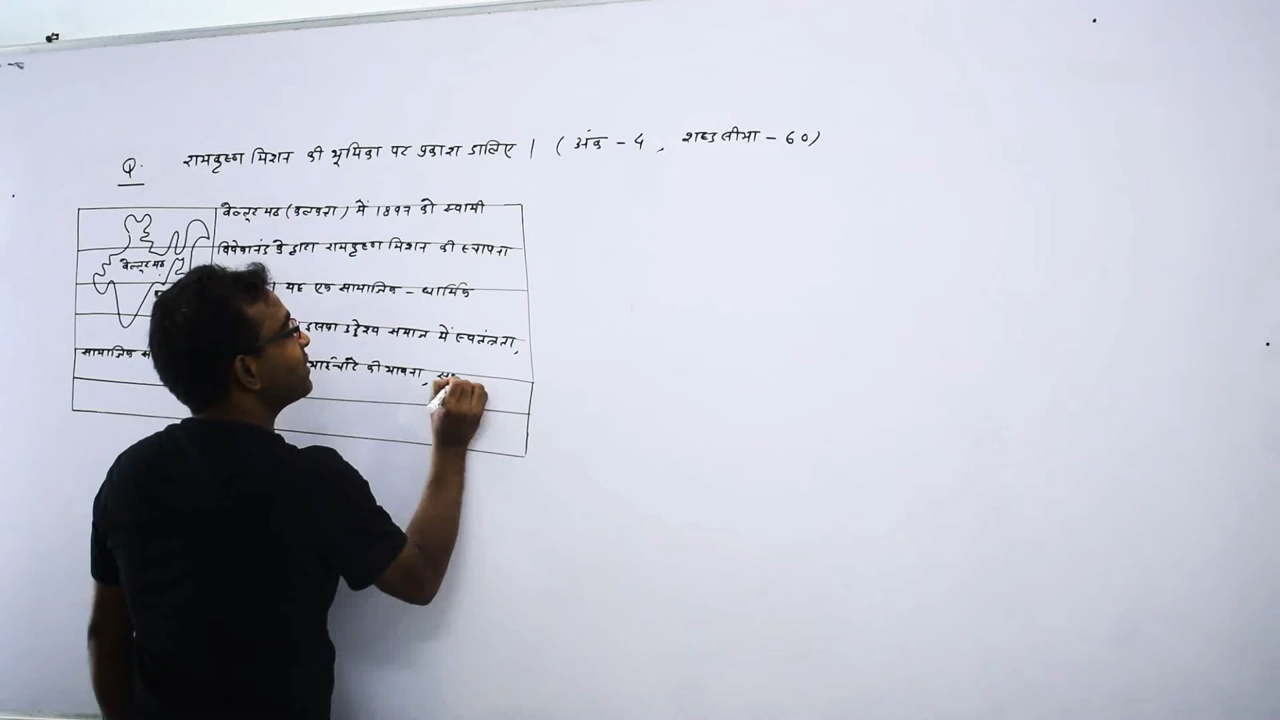 Q. रामकृष्ण मिशन की भूमिका पर प्रकाश डालिए । ( अंक - 4 , शब्दसीमा - 60 )
बेल्लूर मठ (कलकत्ता) में 1897 को स्वामी
विवेकानंद के द्वारा रामकृष्ण मिशन की स्थापना
बेल्लूर मठ
यह एक सामाजिक - धार्मिक
इसका उद्देश्य समाज में स्वतंत्रता,
सामाजिक भाईचारे की भावना,